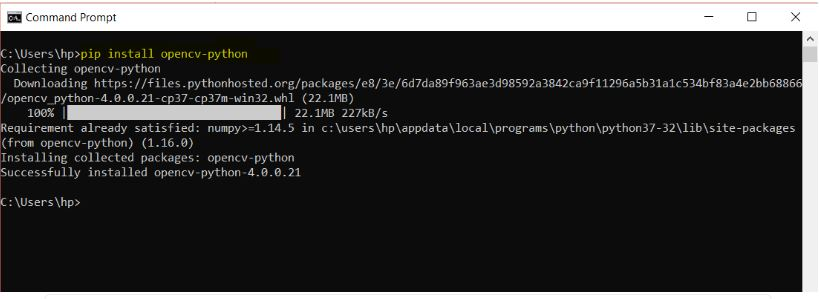 Command Prompt
C:\Users\hp>pip install opencv-python
Collecting opencv-python
Downloading https://files.pythonhosted.org/packages/e8/3e/6d7da89f963ae3d98592a3842ca9f11296a5b31a1c534bf83a4e2bb68866
/opencv_python-4.0.0.21-cp37-cp37m-win32.whl (22.1MB)
100% | | 22.1MB 227kB/s
Requirement already satisfied: numpy>=1.14.5 in c:\users\hp\appdata\local\programs\python\python37-32\lib\site-packages
(from opencv-python) (1.16.0)
Installing collected packages: opencv-python
Successfully installed opencv-python-4.0.0.21
C:\Users\hp>